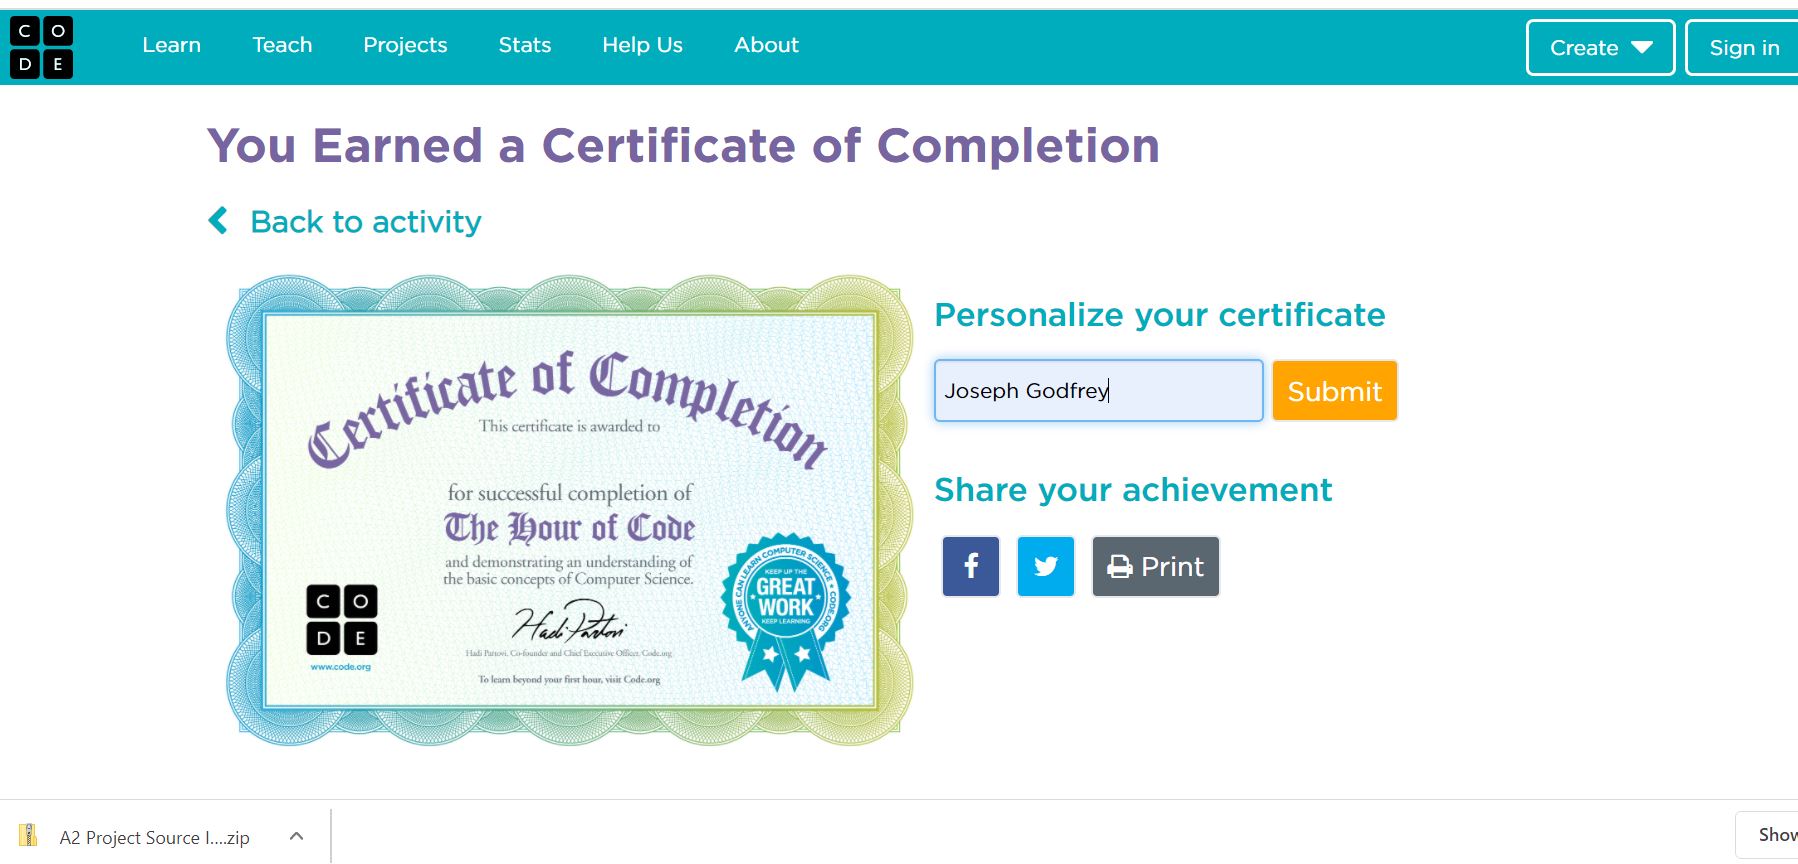 C O
D E
Learn Teach Projects Stats Help Us About Create Sign in
You Earned a Certificate of Completion
Back to activity
Certificate of Completion
This certificate is awarded to
for successful completion of
The Hour of Code
and demonstrating an understanding of
the basic concepts of Computer Science.
Hadi Partovi
Hadi Partovi, Co-founder and Chief Executive Officer, Code.org
To learn beyond your first hour, visit Code.org
C O
D E
www.code.org
ANYONE CAN LEARN COMPUTER SCIENCE • CODE.ORG
KEEP UP THE
GREAT
WORK
KEEP LEARNING
Personalize your certificate
Joseph Godfrey Submit
Share your achievement
f Print
A2 Project Source I....zip
Show